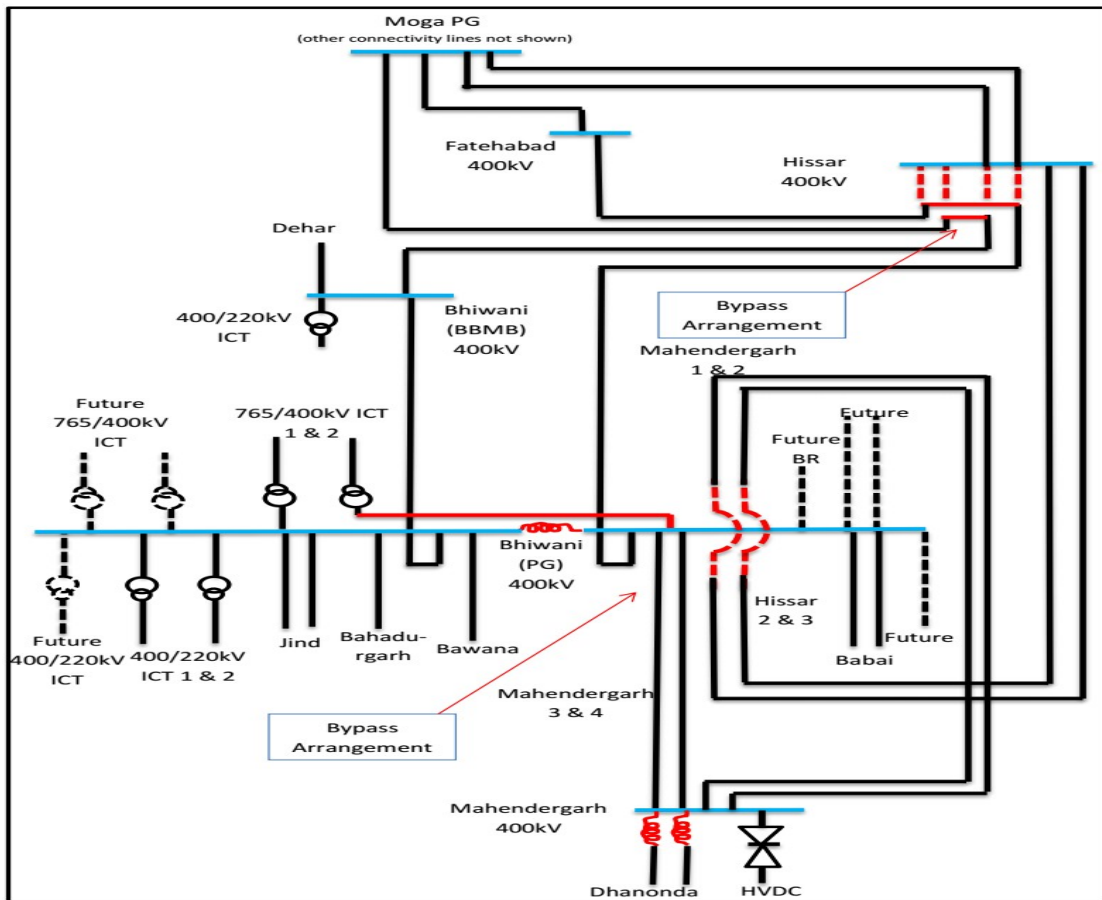 Moga PG
(other connectivity lines not shown)
Fatehabad
400kV
Hissar
400kV
Dehar
400/220kV
ICT
Bhiwani
(BBMB)
400kV
Bypass
Arrangement
Mahendergarh
1 & 2
Future
765/400kV
ICT
765/400kV ICT
1 & 2
Future
Future
BR
Bhiwani
(PG)
400kV
Future
400/220kV
ICT
400/220kV
ICT 1 & 2
Jind
Bahadu-
rgarh
Bawana
Hissar
2 & 3
Babai
Future
Mahendergarh
3 & 4
Bypass
Arrangement
Mahendergarh
400kV
Dhanonda
HVDC